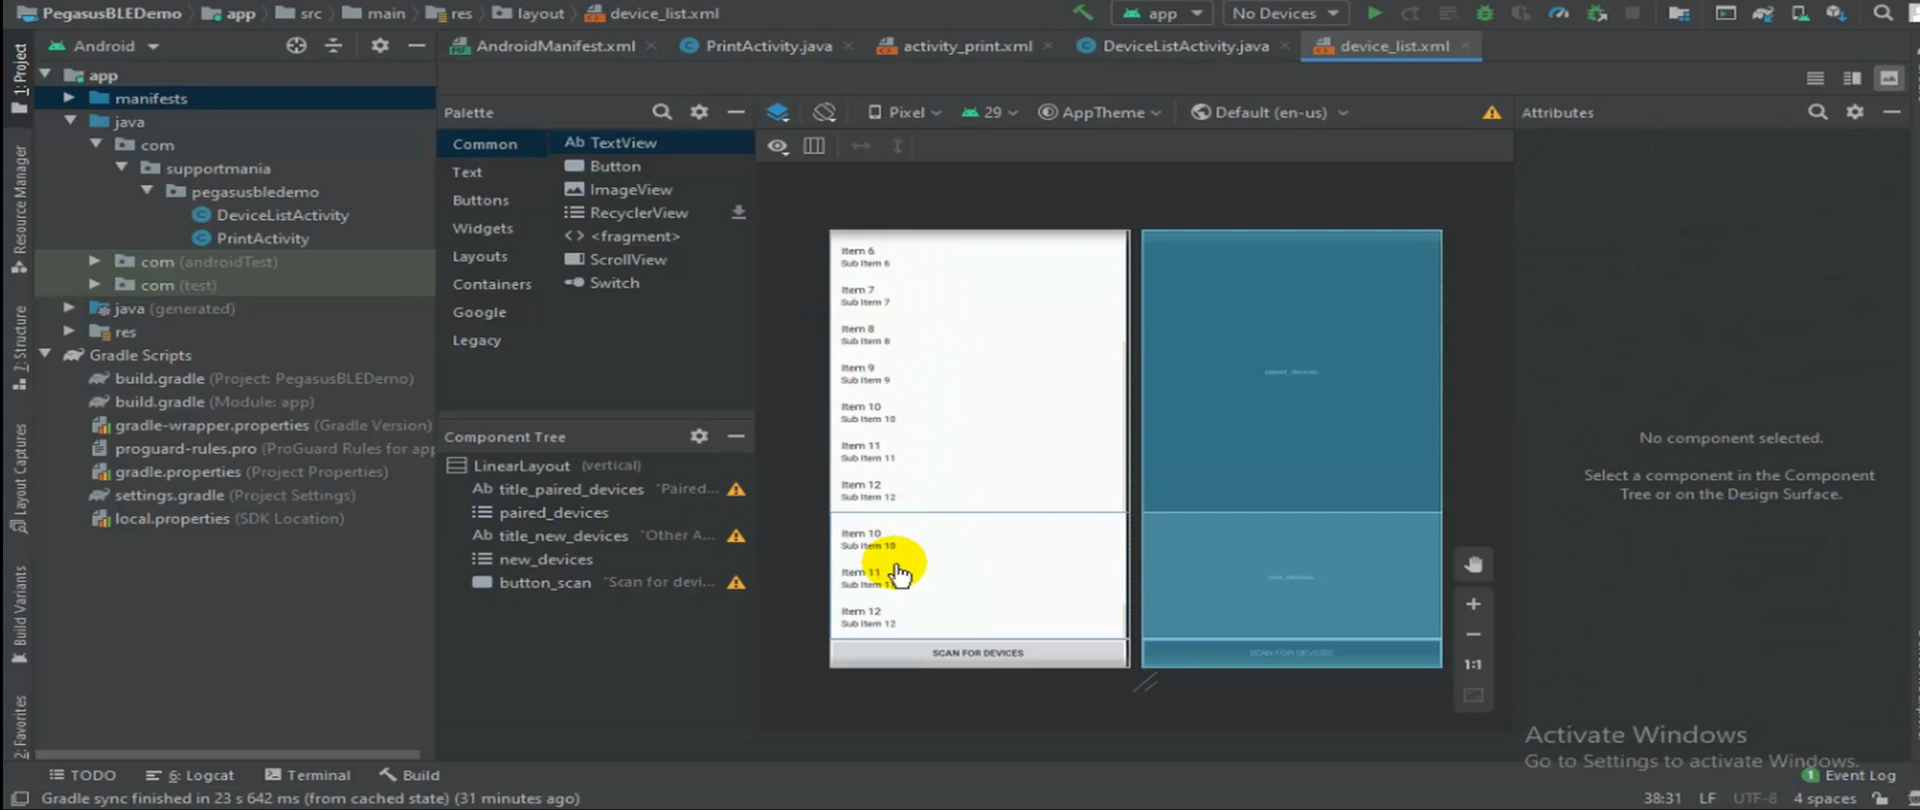 PegasusBLEDemo > app > src > main > res > layout > device_list.xml
app
No Devices
Android
AndroidManifest.xml
PrintActivity.java
activity_print.xml
DeviceListActivity.java
device_list.xml
1: Project
Resource Manager
7: Structure
Layout Captures
Build Variants
2: Favorites
app
manifests
java
com
supportmania
pegasusbledemo
DeviceListActivity
PrintActivity
com (androidTest)
com (test)
java (generated)
res
Gradle Scripts
build.gradle (Project: PegasusBLEDemo)
build.gradle (Module: app)
gradle-wrapper.properties (Gradle Version)
proguard-rules.pro (ProGuard Rules for app
gradle.properties (Project Properties)
settings.gradle (Project Settings)
local.properties (SDK Location)
Palette
Common
Text
Buttons
Widgets
Layouts
Containers
Google
Legacy
Ab TextView
Button
ImageView
RecyclerView
<> <fragment>
ScrollView
Switch
Component Tree
LinearLayout (vertical)
Ab title_paired_devices "Paired...
paired_devices
Ab title_new_devices "Other A...
new_devices
button_scan "Scan for devi...
Pixel
29
AppTheme
Default (en-us)
Item 6
Sub Item 6
Item 7
Sub Item 7
Item 8
Sub Item 8
Item 9
Sub Item 9
Item 10
Sub Item 10
Item 11
Sub Item 11
Item 12
Sub Item 12
Item 10
Sub Item 10
Item 11
Sub Item 11
Item 12
Sub Item 12
SCAN FOR DEVICES
paired_devices
new_devices
SCAN FOR DEVICES
1:1
Attributes
No component selected.
Select a component in the Component
Tree or on the Design Surface.
Activate Windows
Go to Settings to activate Windows.
TODO
6: Logcat
Terminal
Build
1 Event Log
Gradle sync finished in 23 s 642 ms (from cached state) (31 minutes ago)
38:31 LF UTF-8 4 spaces